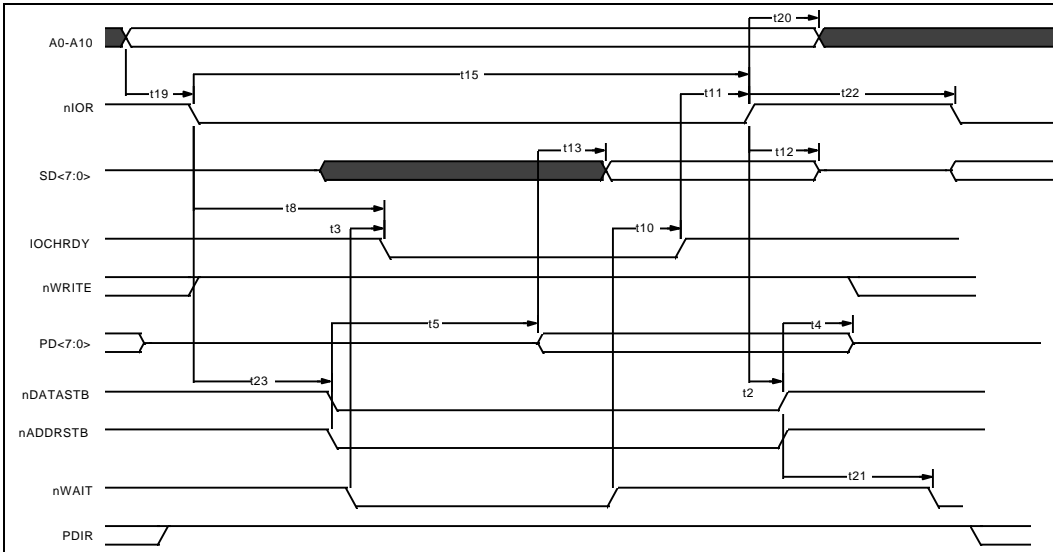 t20
A0-A10
t15
t19
t11
t22
nIOR
t13
t12
SD<7:0>
t8
t3
t10
IOCHRDY
nWRITE
t5
t4
PD<7:0>
t23
t2
nDATASTB
nADDRSTB
t21
nWAIT
PDIR